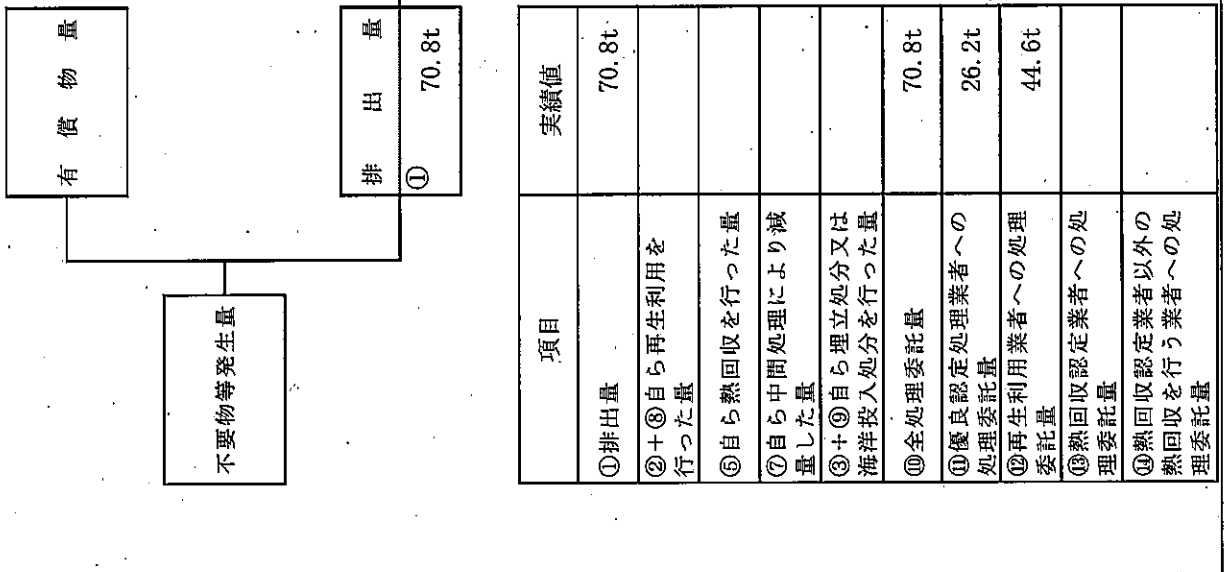 有償物量
不要物等発生量
排出量
① 70.8t
項目 実績値
①排出量 70.8t
②+⑧自ら再生利用を
行った量
⑤自ら熱回収を行った量
⑦自ら中間処理により減
量した量
③+⑨自ら埋立処分又は
海洋投入処分を行った量
⑩全処理委託量 70.8t
⑪優良認定処理業者への
処理委託量 26.2t
⑫再生利用業者への処理
委託量 44.6t
⑬熱回収認定業者への処
理委託量
⑭熱回収認定業者以外の
熱回収を行う業者への処
理委託量